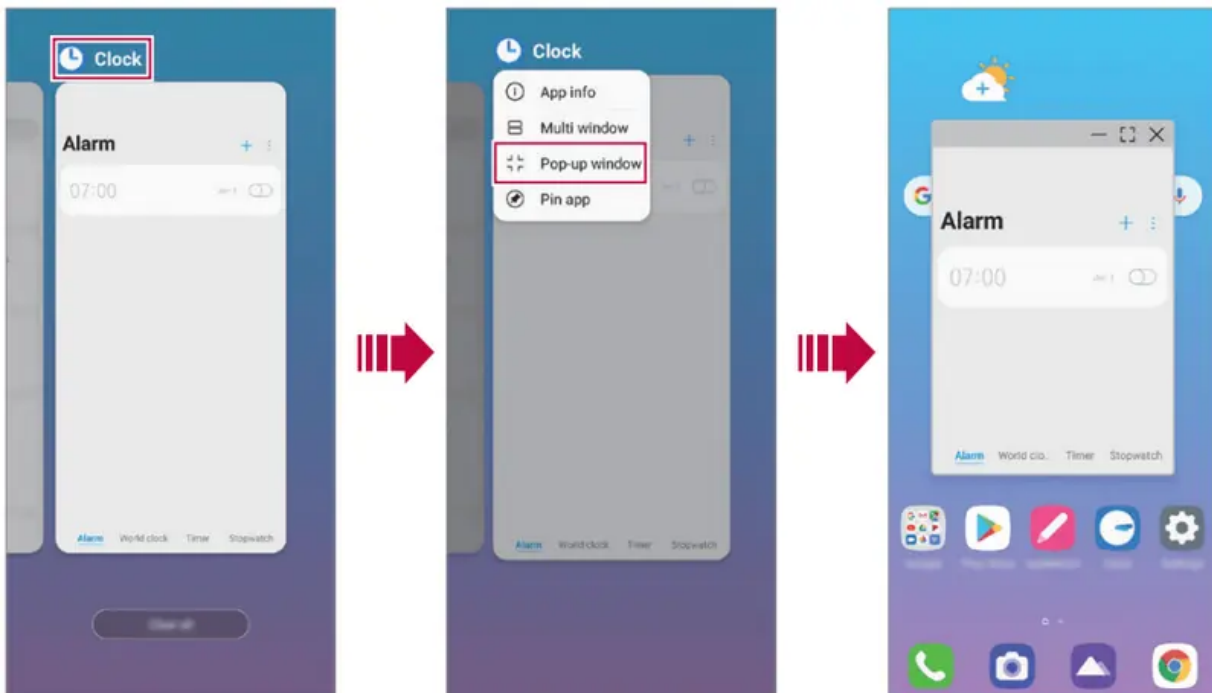 Clock
Alarm
07:00
Alarm World clock Timer Stopwatch
Clock
App info
Multi window
Pop-up window
Pin app
Alarm World clock Timer Stopwatch
Alarm
07:00
Alarm World clo.. Timer Stopwatch